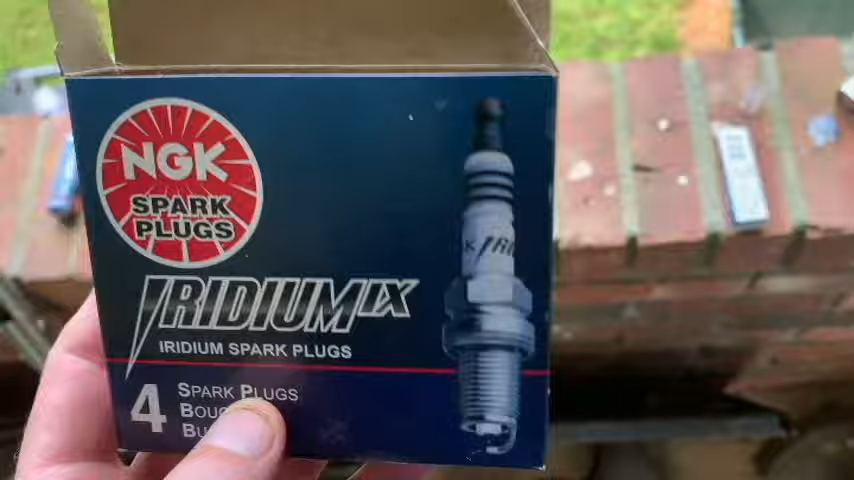 NGK
SPARK
PLUGS
IRIDIUM IX
IRIDIUM SPARK PLUGS
4
SPARK PLUGS